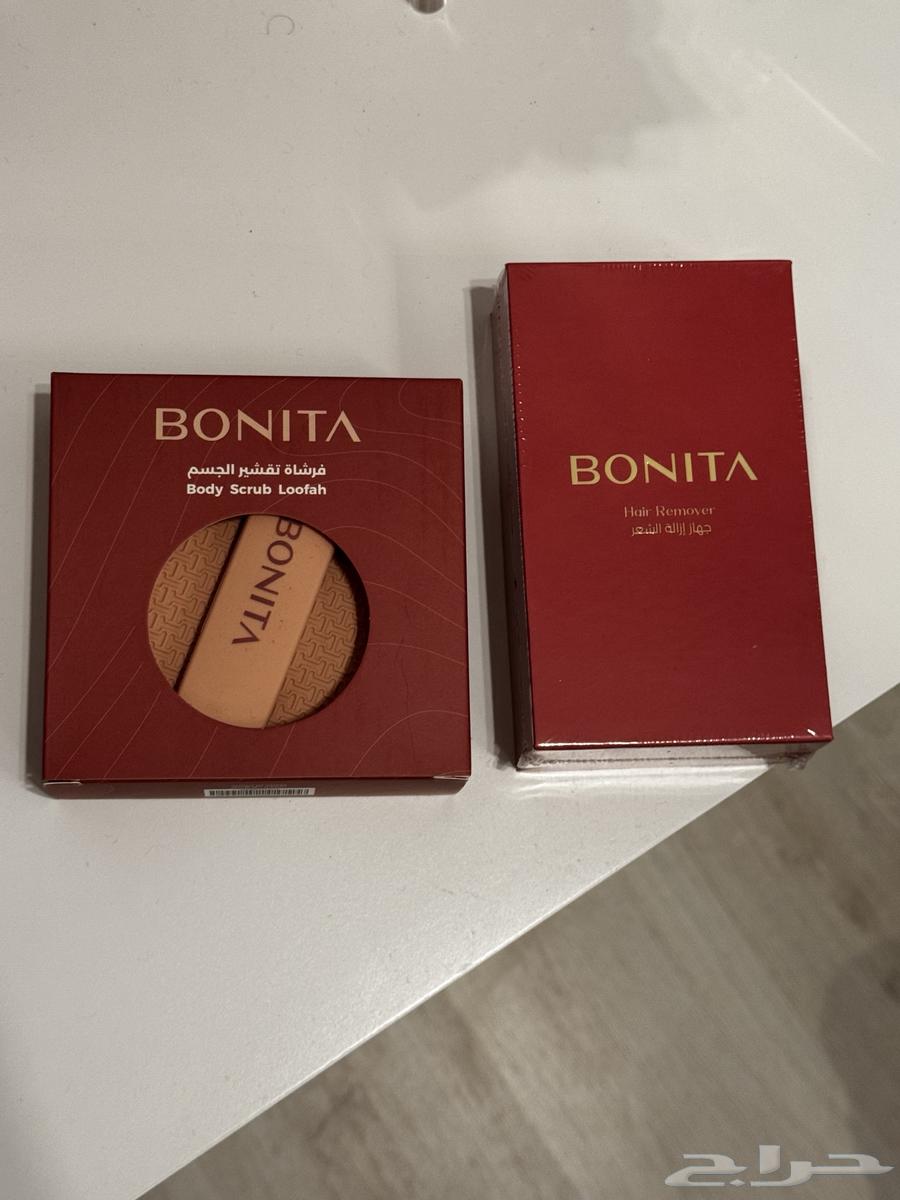 BONITA
فرشاة تقشير الجسم
Body Scrub Loofah
BONITA
BONITA
Hair Remover
جهاز إزالة الشعر
حراج